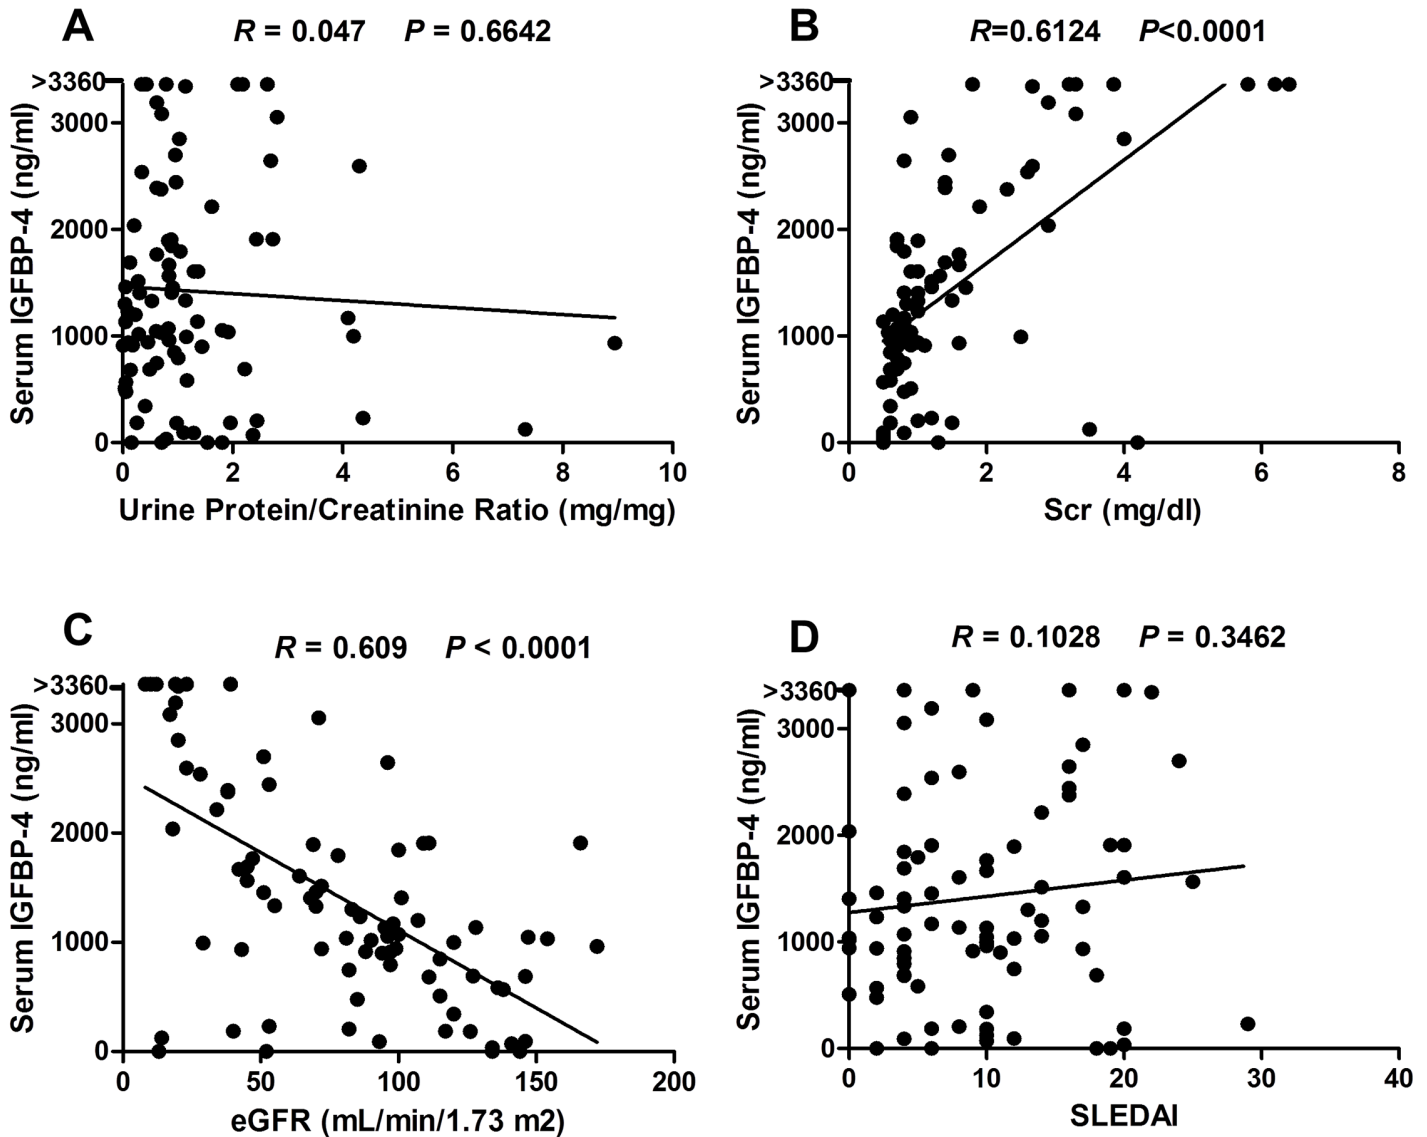 A
R = 0.047 P = 0.6642
>3360
3000
2000
1000
0
Serum IGFBP-4 (ng/ml)
0 2 4 6 8 10
Urine Protein/Creatinine Ratio (mg/mg)
B
R=0.6124 P<0.0001
>3360
3000
2000
1000
0
Serum IGFBP-4 (ng/ml)
0 2 4 6 8
Scr (mg/dl)
C
R = 0.609 P < 0.0001
>3360
3000
2000
1000
0
Serum IGFBP-4 (ng/ml)
0 50 100 150 200
eGFR (mL/min/1.73 m2)
D
R = 0.1028 P = 0.3462
>3360
3000
2000
1000
0
Serum IGFBP-4 (ng/ml)
0 10 20 30 40
SLEDAI